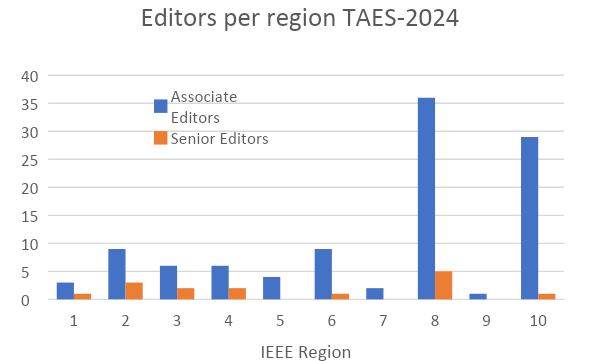 Editors per region TAES-2024
40
35
30
25
20
15
10
5
0
Associate
Editors
Senior Editors
1 2 3 4 5 6 7 8 9 10
IEEE Region